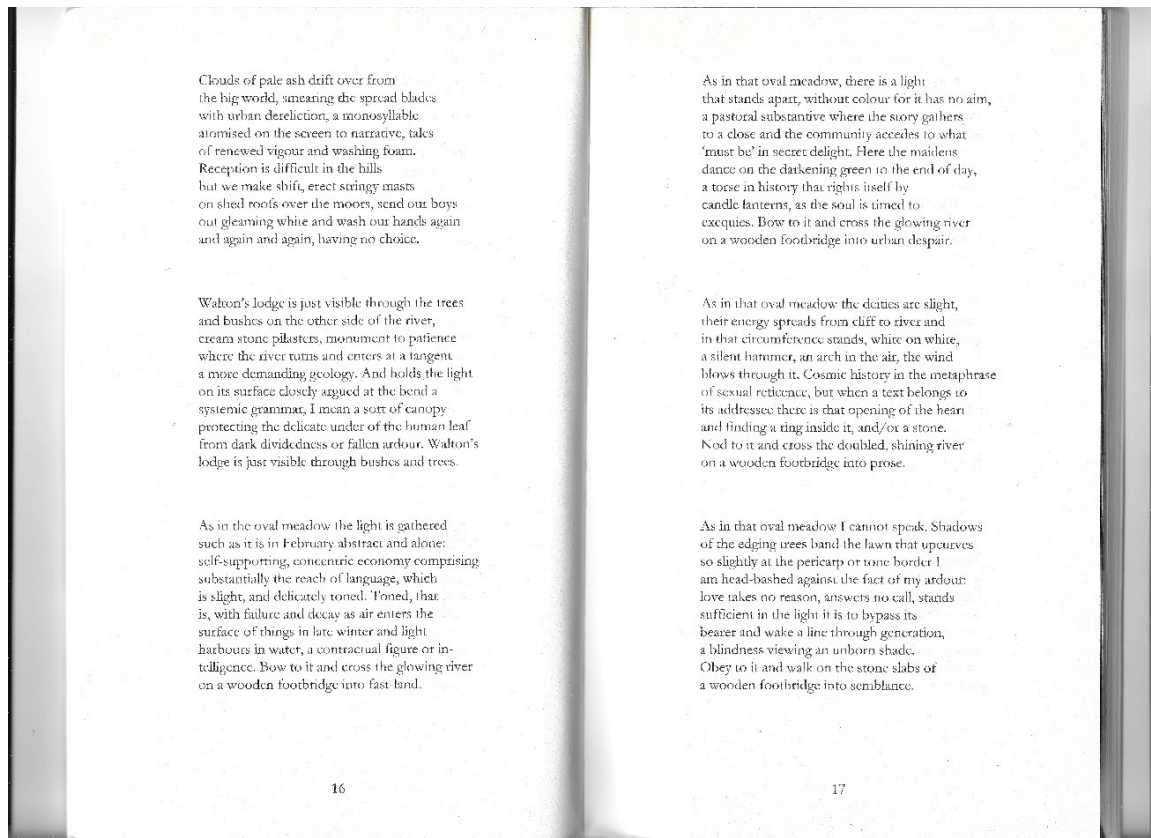 Clouds of pale ash drift over from
the big world, smearing the spread blades
with urban dereliction, a monosyllable
atomised on the screen to narrative, tales
of renewed vigour and washing foam.
Reception is difficult in the hills
but we make shift, erect stringy masts
on shed roofs over the moors, send our boys
out gleaming white and wash our hands again
and again and again, having no choice.
Walton's lodge is just visible through the trees
and bushes on the other side of the river,
cream stone pilasters, monument to patience
where the river turns and enters at a tangent
a more demanding geology. And holds the light
on its surface closely argued at the bend a
systemic grammar, I mean a sort of canopy
protecting the delicate under of the human leaf
from dark dividedness or fallen ardour. Walton's
lodge is just visible through bushes and trees.
As in the oval meadow the light is gathered
such as it is in February abstract and alone:
self-supporting, concentric economy comprising
substantially the reach of language, which
is slight, and delicately toned. Toned, that
is, with failure and decay as air enters the
surface of things in late winter and light
harbours in water, a contractual figure or in-
telligence. Bow to it and cross the glowing river
on a wooden footbridge into fast-land.
16
As in that oval meadow, there is a light
that stands apart, without colour for it has no aim,
a pastoral substantive where the story gathers
to a close and the community accedes to what
'must be' in secret delight. Here the maidens
dance on the darkening green to the end of day,
a torse in history that rights itself by
candle lanterns, as the soul is timed to
exequies. Bow to it and cross the glowing river
on a wooden footbridge into urban despair.
As in that oval meadow the deities are slight,
their energy spreads from cliff to river and
in that circumference stands, white on white,
a silent hammer, an arch in the air, the wind
blows through it. Cosmic history in the metaphrase
of sexual reticence, but when a text belongs to
its addressee there is that opening of the heart
and finding a ring inside it, and/or a stone.
Nod to it and cross the doubled, shining river
on a wooden footbridge into prose.
As in that oval meadow I cannot speak. Shadows
of the edging trees band the lawn that upcurves
so slightly at the pericarp or tone border I
am head-bashed against the fact of my ardour:
love takes no reason, answers no call, stands
sufficient in the light it is to bypass its
bearer and wake a line through generation,
a blindness viewing an unborn shade.
Obey to it and walk on the stone slabs of
a wooden footbridge into semblance.
17